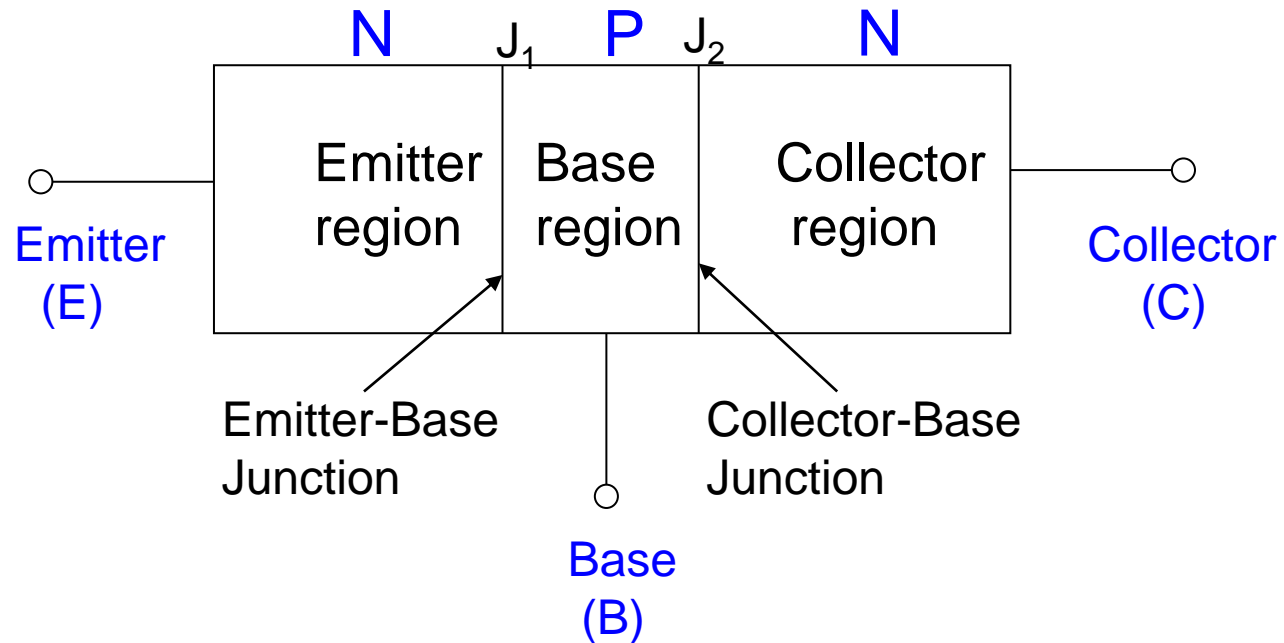 N J₁ P J₂ N
Emitter region
Base region
Collector region
Emitter (E)
Collector (C)
Emitter-Base
Junction
Collector-Base
Junction
Base
(B)